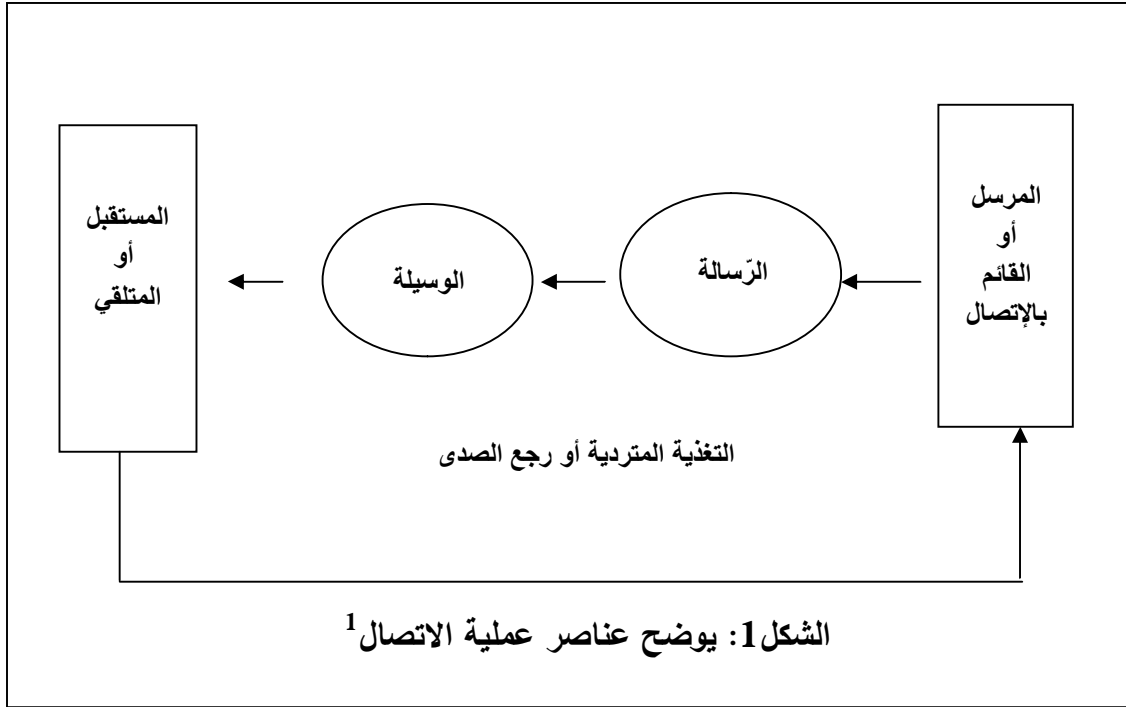 المرسل
أو
القائم
بالإتصال
الرّسالة
الوسيلة
المستقبل
أو
المتلقي
التغذية المتردية أو رجع الصدى
الشكل1: يوضح عناصر عملية الاتصال1